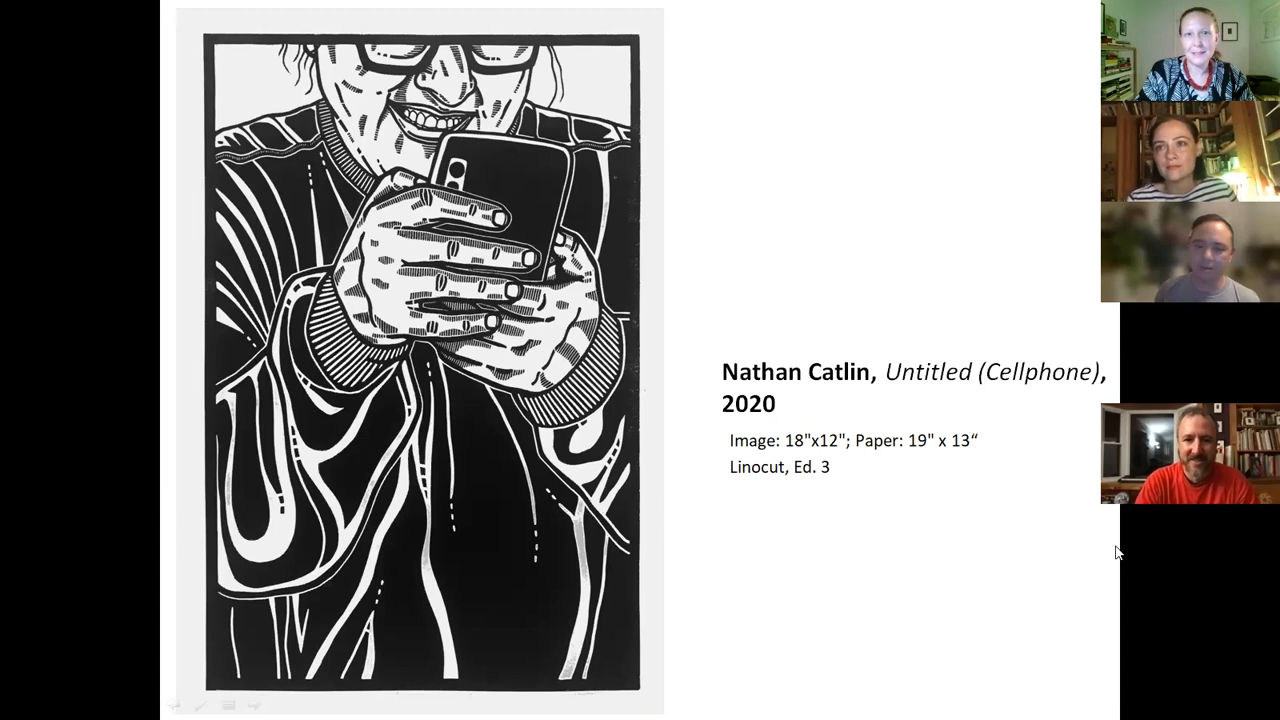 Nathan Catlin, Untitled (Cellphone),
2020
Image: 18"x12"; Paper: 19" x 13“
Linocut, Ed. 3